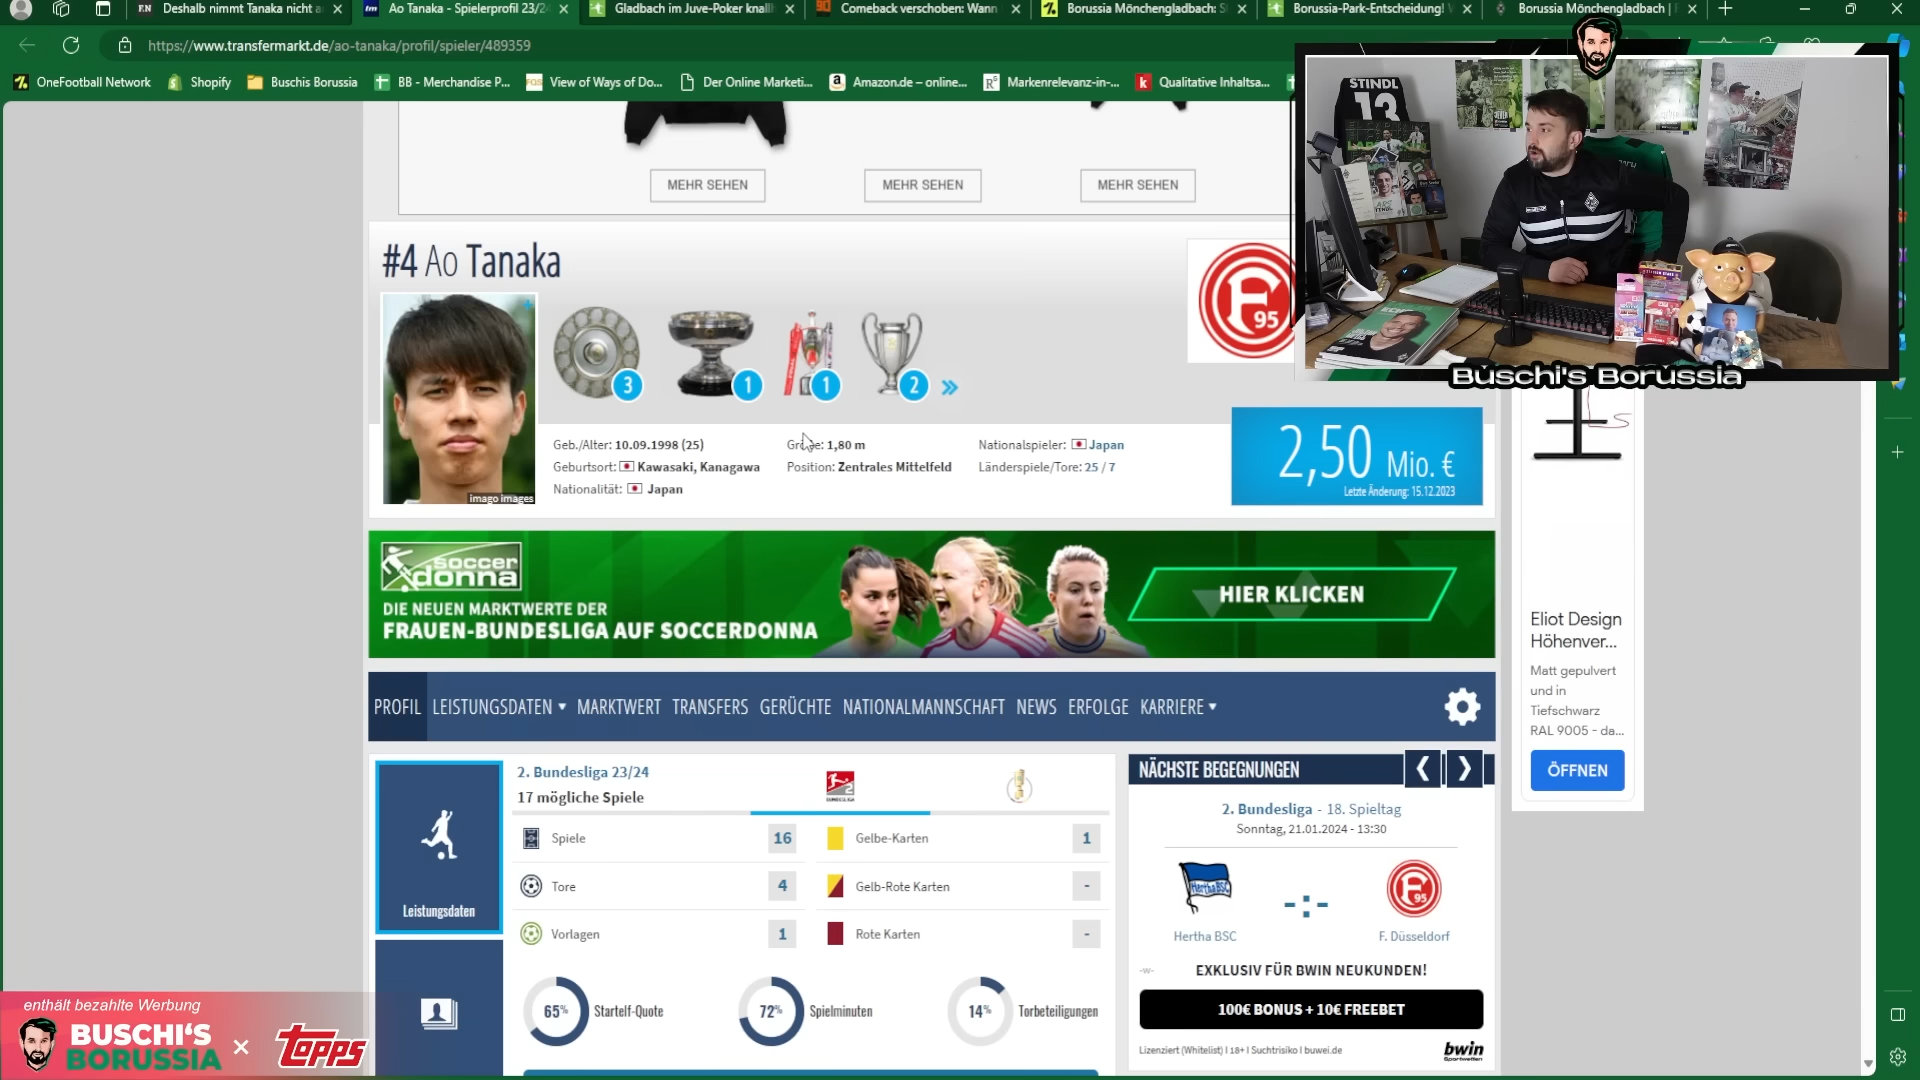 Deshalb nimmt Tanaka nicht a
Ao Tanaka - Spielerprofil 23/24
Gladbach im Juve-Poker knallh
Comeback verschoben: Wann
Borussia Mönchengladbach: S
Borussia-Park-Entscheidung!
Borussia Mönchengladbach |
https://www.transfermarkt.de/ao-tanaka/profil/spieler/489359
OneFootball Network
Shopify
Buschis Borussia
BB - Merchandise P...
View of Ways of Do...
Der Online Marketi...
Amazon.de – online...
Markenrelevanz-in-...
Qualitative Inhaltsa...
STINDL
13
Buschi's Borussia
MEHR SEHEN
MEHR SEHEN
MEHR SEHEN
#4 Ao Tanaka
F 95
3
1
1
2
imago images
Geb./Alter: 10.09.1998 (25)
Geburtsort: Kawasaki, Kanagawa
Nationalität: Japan
Größe: 1,80 m
Position: Zentrales Mittelfeld
Nationalspieler: Japan
Länderspiele/Tore: 25 / 7
2,50 Mio. €
Letzte Änderung: 15.12.2023
soccer
donna
DIE NEUEN MARKTWERTE DER
FRAUEN-BUNDESLIGA AUF SOCCERDONNA
HIER KLICKEN
Eliot Design
Höhenver...
Matt gepulvert
und in
Tiefschwarz
RAL 9005 - da...
ÖFFNEN
PROFIL LEISTUNGSDATEN MARKTWERT TRANSFERS GERÜCHTE NATIONALMANNSCHAFT NEWS ERFOLGE KARRIERE
Leistungsdaten
2. Bundesliga 23/24
17 mögliche Spiele
Spiele 16
Gelbe-Karten 1
Tore 4
Gelb-Rote Karten -
Vorlagen 1
Rote Karten -
65% Startelf-Quote
72% Spielminuten
14% Torbeteiligungen
NÄCHSTE BEGEGNUNGEN
2. Bundesliga - 18. Spieltag
Sonntag, 21.01.2024 - 13:30
-:-
Hertha BSC
F. Düsseldorf
-w-
EXKLUSIV FÜR BWIN NEUKUNDEN!
100€ BONUS + 10€ FREEBET
Lizenziert (Whitelist) I 18+ I Suchtrisiko I buwei.de
bwin
Sportwetten
enthält bezahlte Werbung
BUSCHI'S
BORUSSIA
×
topps